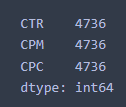 CTR    4736
CPM    4736
CPC    4736
dtype: int64